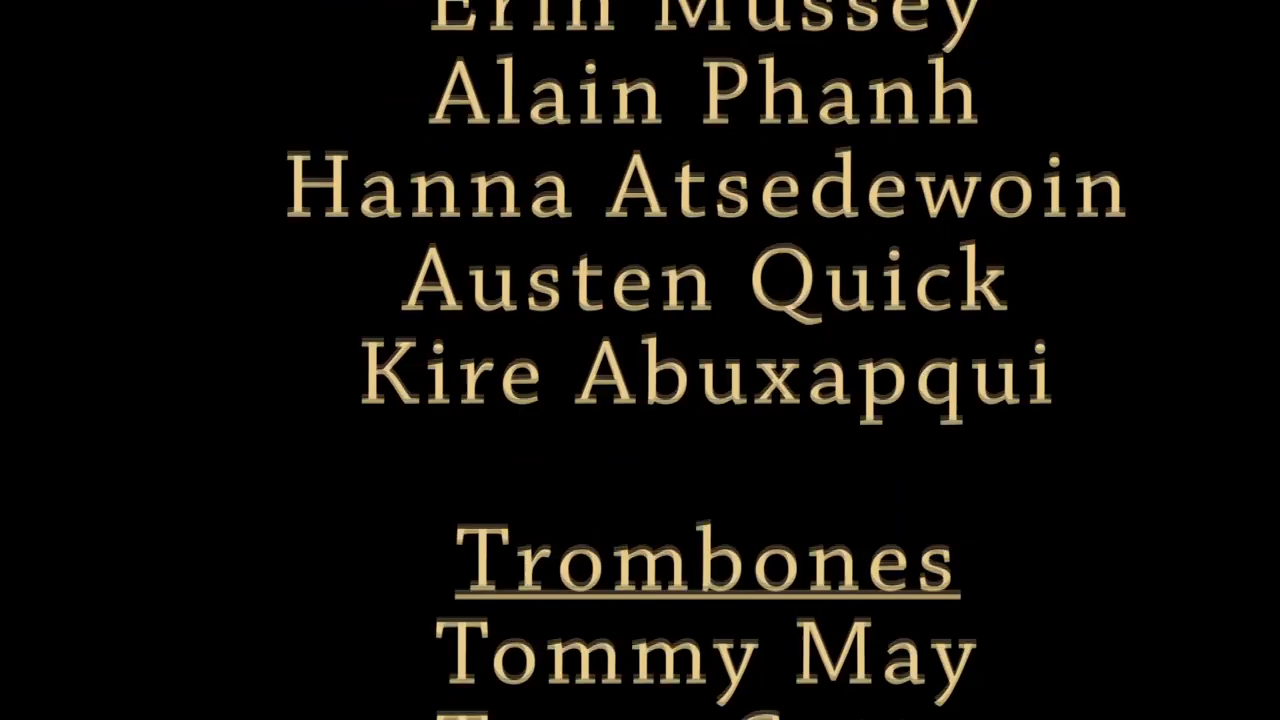 Erin Mussey
Alain Phanh
Hanna Atsedewoin
Austen Quick
Kire Abuxapqui
Trombones
Tommy May